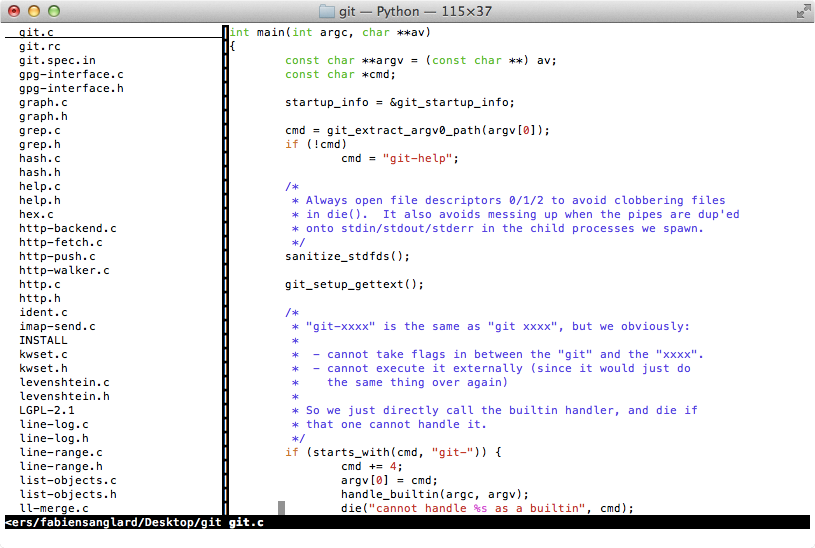 git — Python — 115×37
git.c
git.rc
git.spec.in
gpg-interface.c
gpg-interface.h
graph.c
graph.h
grep.c
grep.h
hash.c
hash.h
help.c
help.h
hex.c
http-backend.c
http-fetch.c
http-push.c
http-walker.c
http.c
http.h
ident.c
imap-send.c
INSTALL
kwset.c
kwset.h
levenshtein.c
levenshtein.h
LGPL-2.1
line-log.c
line-log.h
line-range.c
line-range.h
list-objects.c
list-objects.h
ll-merge.c
int main(int argc, char **av)
{
        const char **argv = (const char **) av;
        const char *cmd;

        startup_info = &git_startup_info;

        cmd = git_extract_argv0_path(argv[0]);
        if (!cmd)
                cmd = "git-help";

        /*
         * Always open file descriptors 0/1/2 to avoid clobbering files
         * in die().  It also avoids messing up when the pipes are dup'ed
         * onto stdin/stdout/stderr in the child processes we spawn.
         */
        sanitize_stdfds();

        git_setup_gettext();

        /*
         * "git-xxxx" is the same as "git xxxx", but we obviously:
         *
         *  - cannot take flags in between the "git" and the "xxxx".
         *  - cannot execute it externally (since it would just do
         *    the same thing over again)
         *
         * So we just directly call the builtin handler, and die if
         * that one cannot handle it.
         */
        if (starts_with(cmd, "git-")) {
                cmd += 4;
                argv[0] = cmd;
                handle_builtin(argc, argv);
                die("cannot handle %s as a builtin", cmd);
<ers/fabiensanglard/Desktop/git git.c